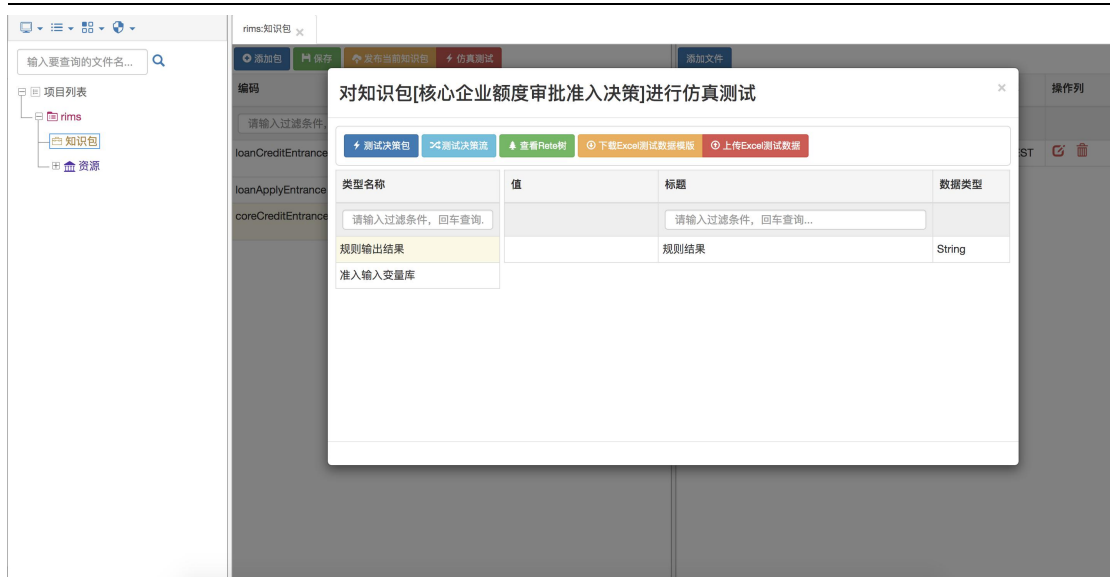 rims:知识包
输入要查询的文件名...
项目列表
rims
知识包
资源
添加包 保存 发布当前知识包 仿真测试
添加文件
编码
操作列
请输入过滤条件,
loanCreditEntrance
EST
loanApplyEntrance
coreCreditEntrance
对知识包[核心企业额度审批准入决策]进行仿真测试
测试决策包 测试决策流 查看Rete树 下载Excel测试数据模版 上传Excel测试数据
类型名称 值 标题 数据类型
请输入过滤条件，回车查询. 请输入过滤条件，回车查询...
规则输出结果 规则结果 String
准入输入变量库